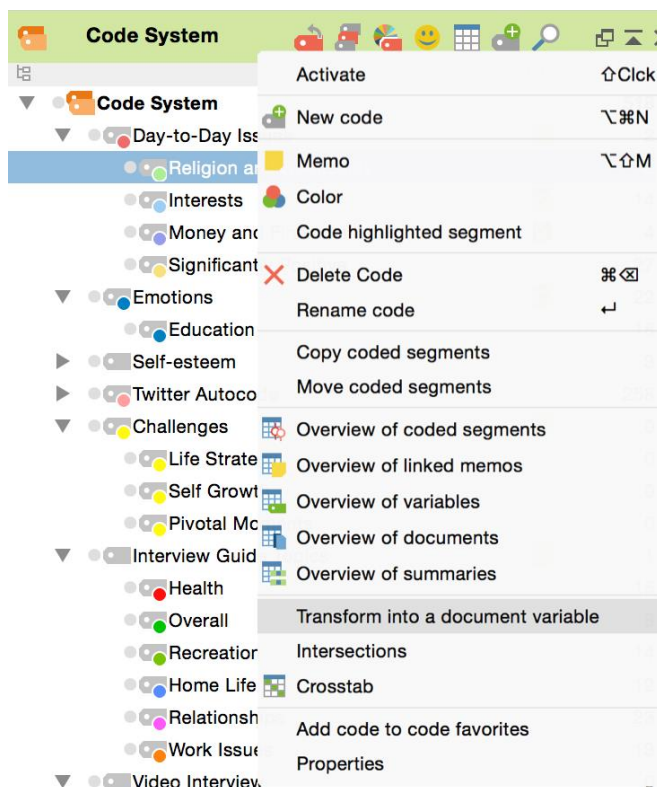 Code System
Code System
Day-to-Day Iss
Religion
Interests
Money and
Significant
Emotions
Education
Self-esteem
Twitter Autoco
Challenges
Life Strate
Self Growt
Pivotal Mo
Interview Guid
Health
Overall
Recreation
Home Life
Relationsh
Work Issue
Video Interview
Activate ⇧Clck
New code ⌥⌘N
Memo ⌥⇧M
Color
Code highlighted segment
Delete Code ⌘⌫
Rename code ↵
Copy coded segments
Move coded segments
Overview of coded segments
Overview of linked memos
Overview of variables
Overview of documents
Overview of summaries
Transform into a document variable
Intersections
Crosstab
Add code to code favorites
Properties